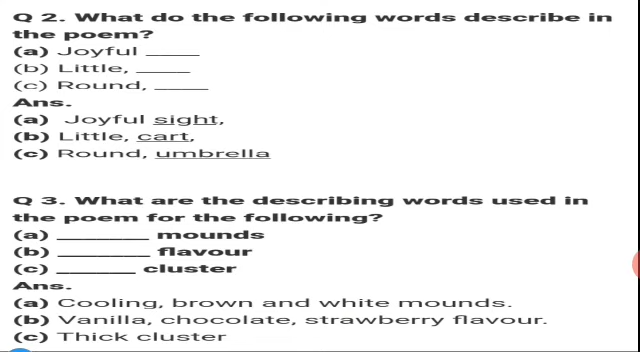 Q 2. What do the following words describe in
the poem?
(a) Joyful _____
(b) Little, _____
(c) Round, _____
Ans.
(a) Joyful sight,
(b) Little, cart,
(c) Round, umbrella
Q 3. What are the describing words used in
the poem for the following?
(a) ________ mounds
(b) ________ flavour
(c) _______ cluster
Ans.
(a) Cooling, brown and white mounds.
(b) Vanilla, chocolate, strawberry flavour.
(c) Thick cluster